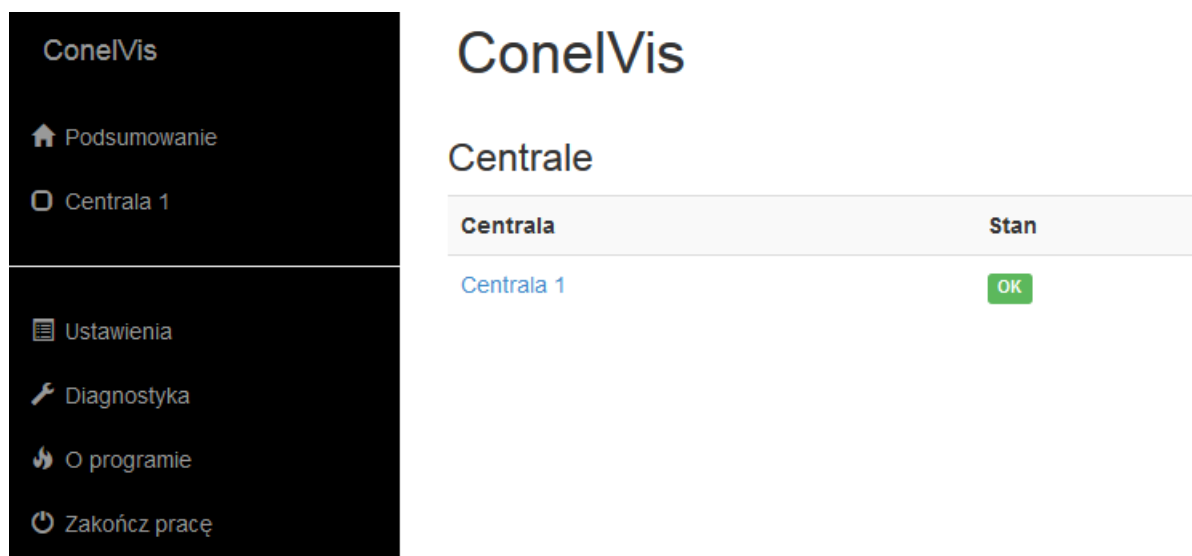 ConelVis
Podsumowanie
Centrala 1
Ustawienia
Diagnostyka
O programie
Zakończ pracę
ConelVis
Centrale
Centrala Stan
Centrala 1 OK